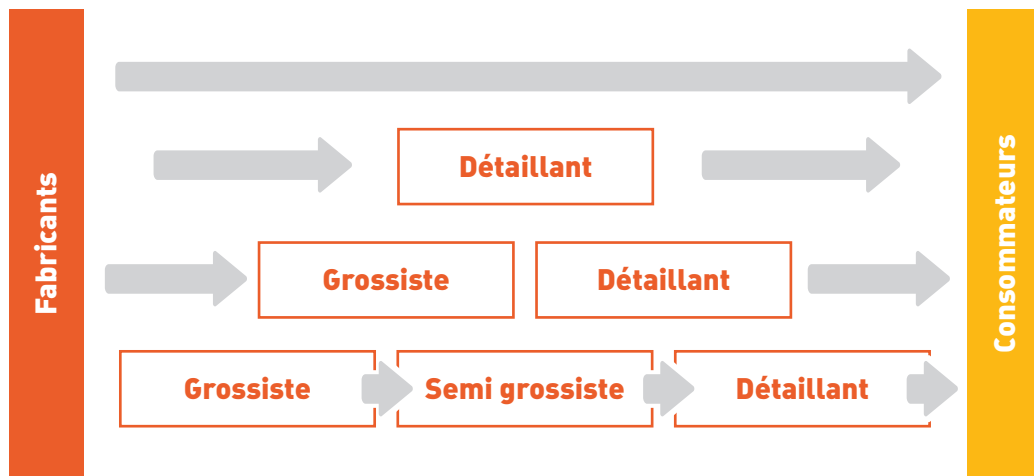 Fabricants
Détaillant
Grossiste
Détaillant
Grossiste
Semi grossiste
Détaillant
Consommateurs